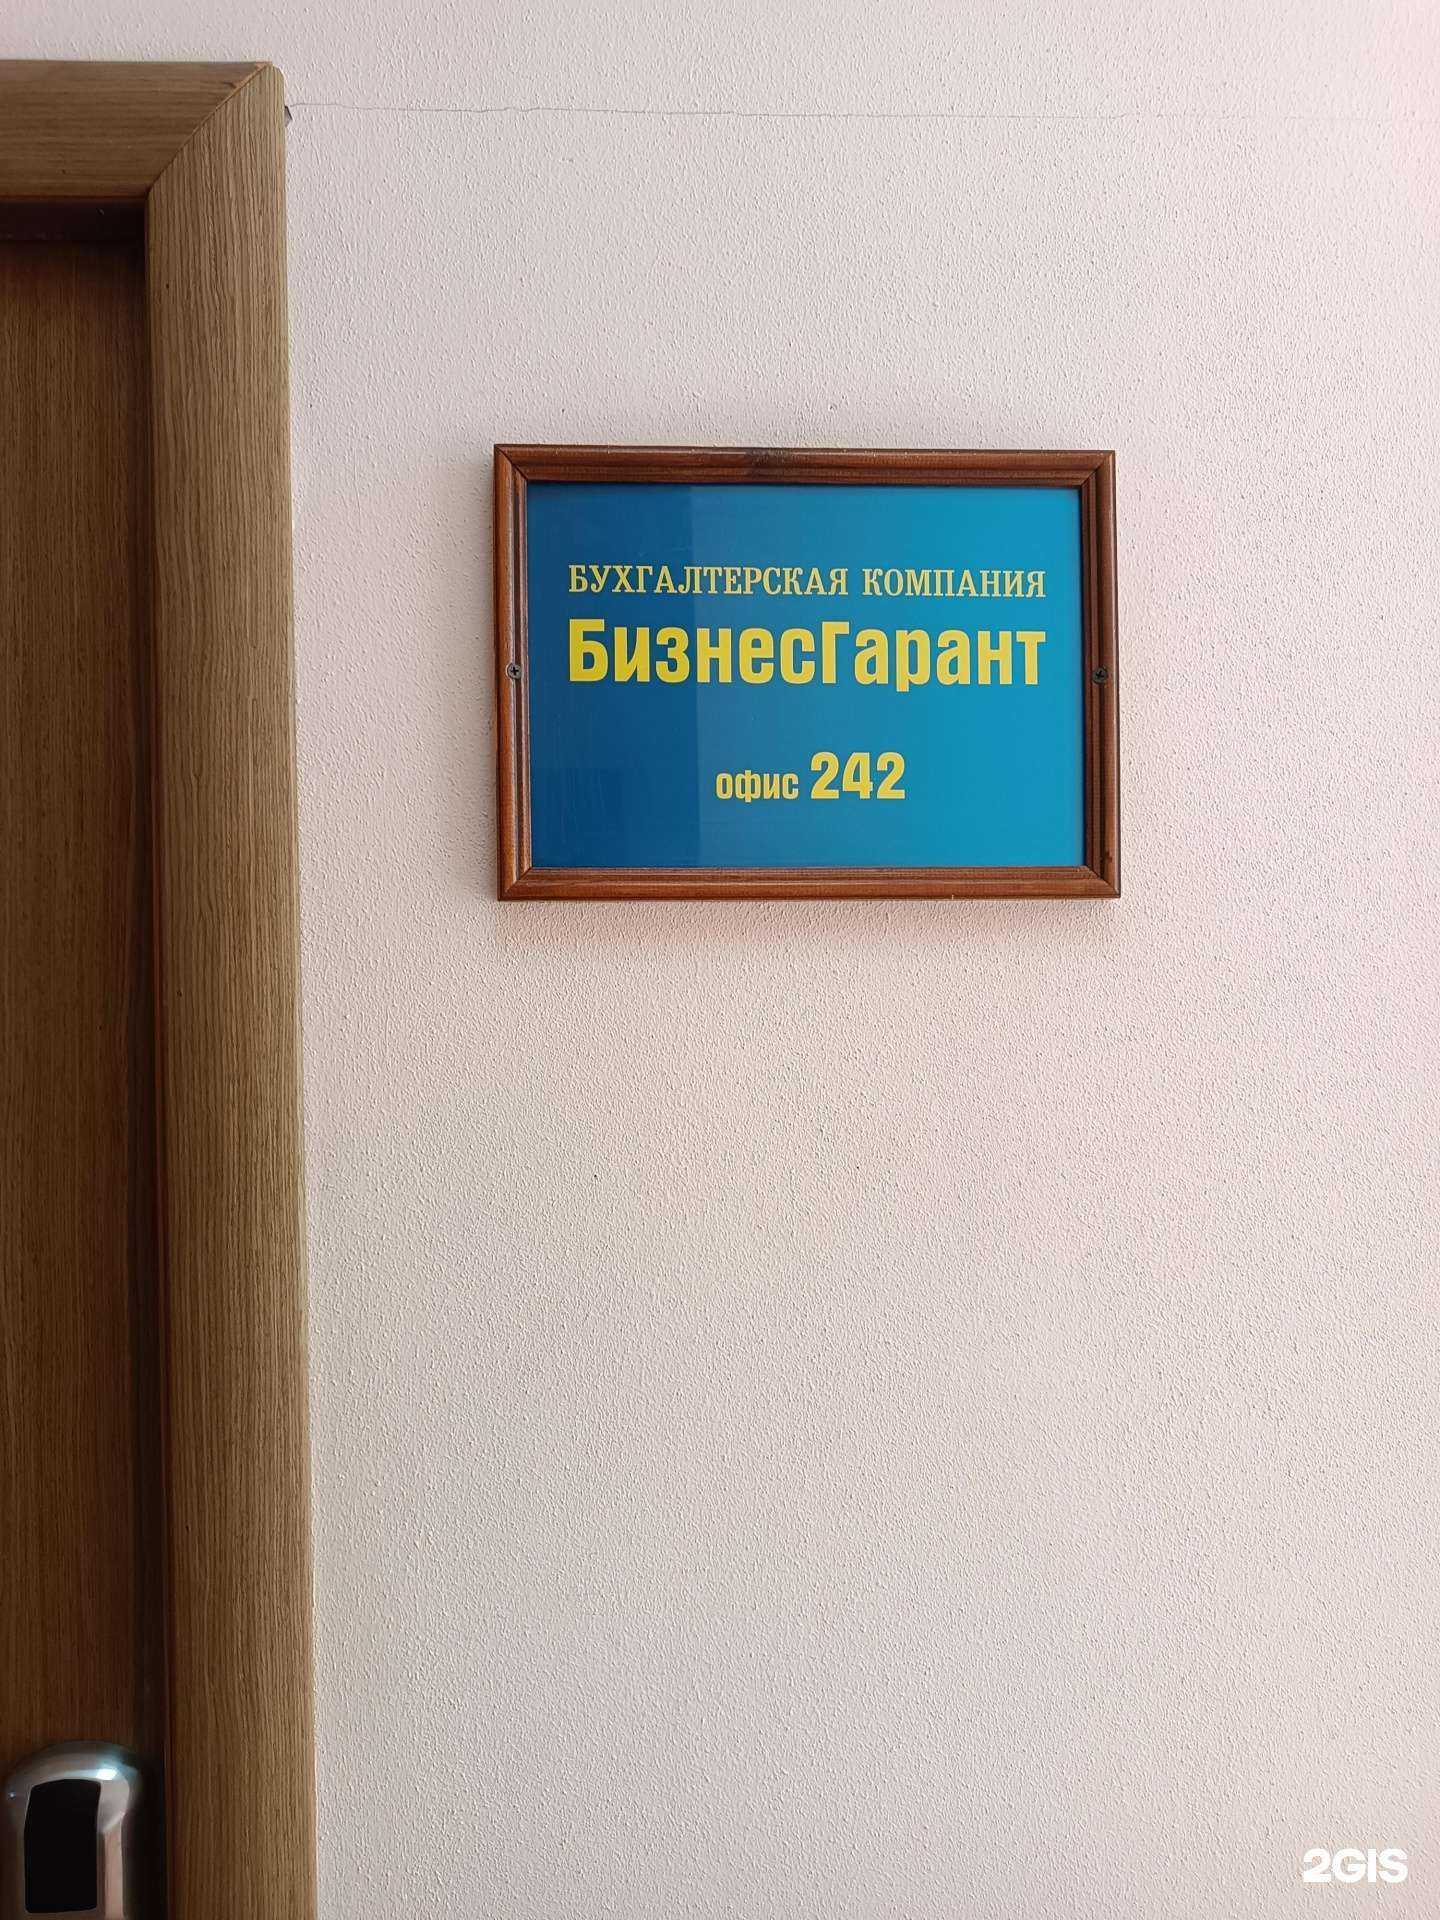 БУХГАЛТЕРСКАЯ КОМПАНИЯ
БизнесГарант
офис 242
2GIS